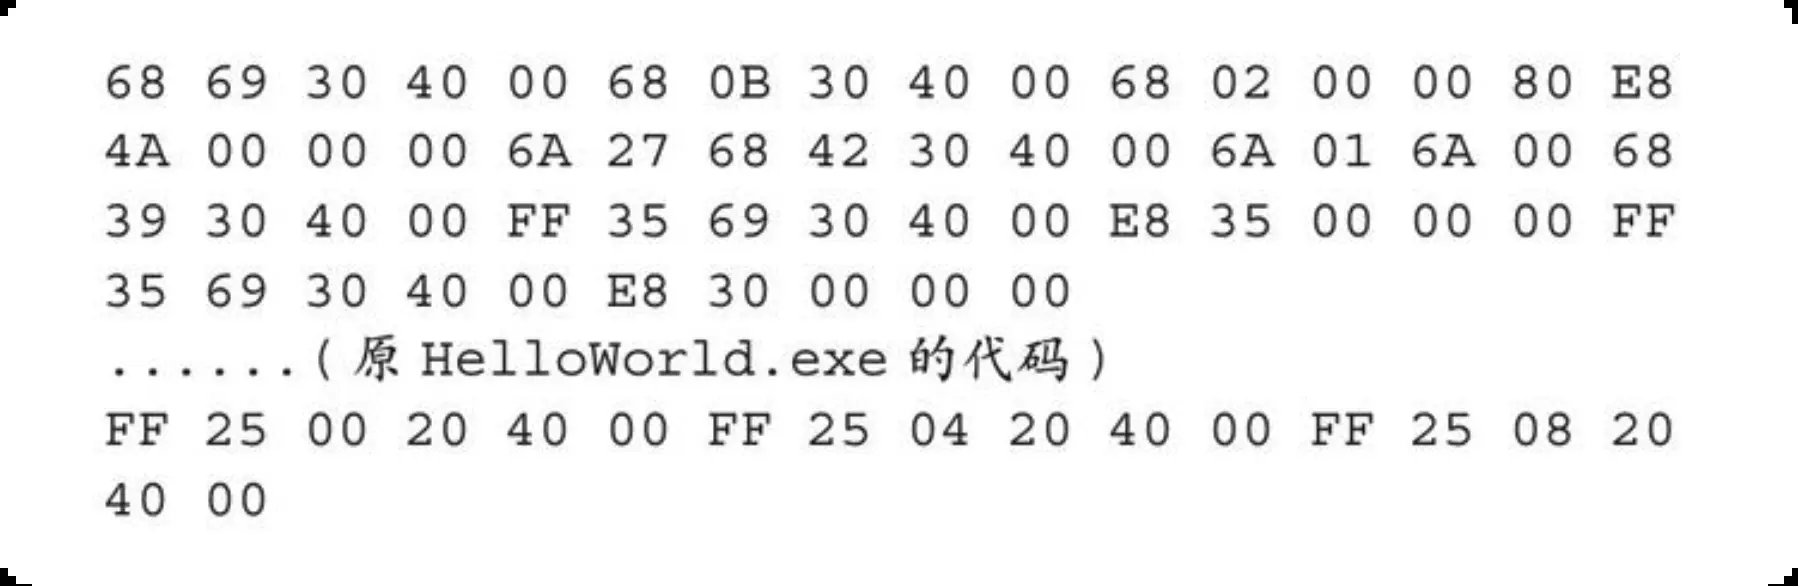 68 69 30 40 00 68 0B 30 40 00 68 02 00 00 80 E8
4A 00 00 00 6A 27 68 42 30 40 00 6A 01 6A 00 68
39 30 40 00 FF 35 69 30 40 00 E8 35 00 00 00 FF
35 69 30 40 00 E8 30 00 00 00
......(原 HelloWorld.exe 的代码)
FF 25 00 20 40 00 FF 25 04 20 40 00 FF 25 08 20
40 00